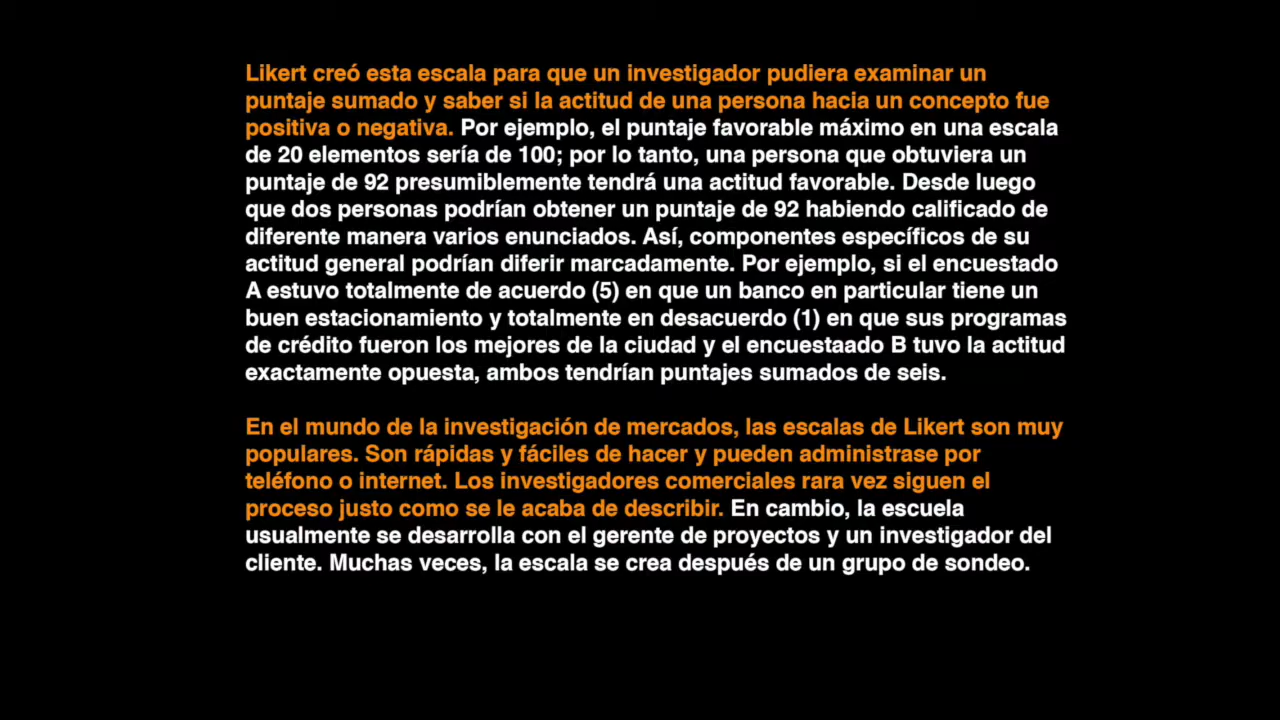 Likert creó esta escala para que un investigador pudiera examinar un
puntaje sumado y saber si la actitud de una persona hacia un concepto fue
positiva o negativa. Por ejemplo, el puntaje favorable máximo en una escala
de 20 elementos sería de 100; por lo tanto, una persona que obtuviera un
puntaje de 92 presumiblemente tendrá una actitud favorable. Desde luego
que dos personas podrían obtener un puntaje de 92 habiendo calificado de
diferente manera varios enunciados. Así, componentes específicos de su
actitud general podrían diferir marcadamente. Por ejemplo, si el encuestado
A estuvo totalmente de acuerdo (5) en que un banco en particular tiene un
buen estacionamiento y totalmente en desacuerdo (1) en que sus programas
de crédito fueron los mejores de la ciudad y el encuestaado B tuvo la actitud
exactamente opuesta, ambos tendrían puntajes sumados de seis.
En el mundo de la investigación de mercados, las escalas de Likert son muy
populares. Son rápidas y fáciles de hacer y pueden administrase por
teléfono o internet. Los investigadores comerciales rara vez siguen el
proceso justo como se le acaba de describir. En cambio, la escuela
usualmente se desarrolla con el gerente de proyectos y un investigador del
cliente. Muchas veces, la escala se crea después de un grupo de sondeo.